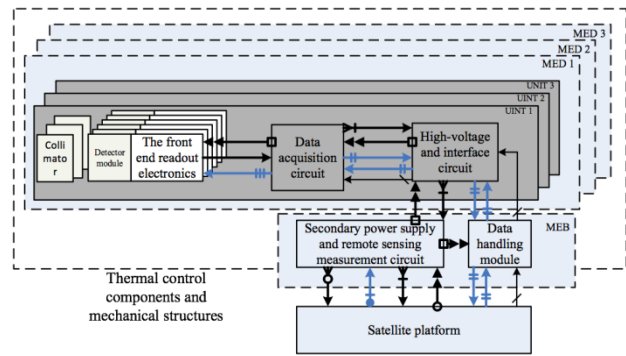 MED 3
MED 2
MED 1
UNIT 3
UINT 2
UINT 1
Colli
mato
r
Detector
module
The front
end readout
electronics
Data
acquisition
circuit
High-voltage
and interface
circuit
MEB
Secondary power supply
and remote sensing
measurement circuit
Data
handling
module
Thermal control
components and
mechanical structures
Satellite platform